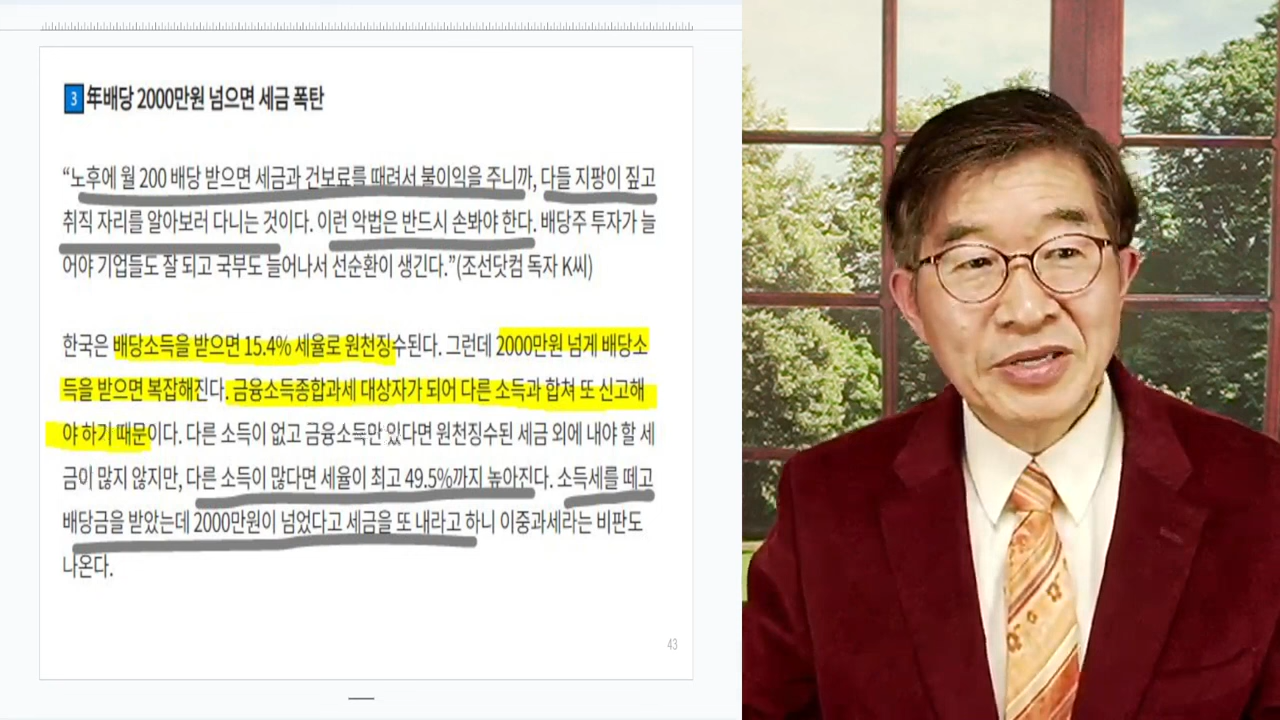 3 年배당 2000만원 넘으면 세금 폭탄
“노후에 월 200 배당 받으면 세금과 건보료를 때려서 불이익을 주니까, 다들 지팡이 짚고
취직 자리를 알아보러 다니는 것이다. 이런 악법은 반드시 손봐야 한다. 배당주 투자가 늘
어야 기업들도 잘 되고 국부도 늘어나서 선순환이 생긴다.”(조선닷컴 독자 K씨)
한국은 배당소득을 받으면 15.4% 세율로 원천징수된다. 그런데 2000만원 넘게 배당소
득을 받으면 복잡해진다. 금융소득종합과세 대상자가 되어 다른 소득과 합쳐 또 신고해
야 하기 때문이다. 다른 소득이 없고 금융소득만 있다면 원천징수된 세금 외에 내야 할 세
금이 많지 않지만, 다른 소득이 많다면 세율이 최고 49.5%까지 높아진다. 소득세를 떼고
배당금을 받았는데 2000만원이 넘었다고 세금을 또 내라고 하니 이중과세라는 비판도
나온다.
43